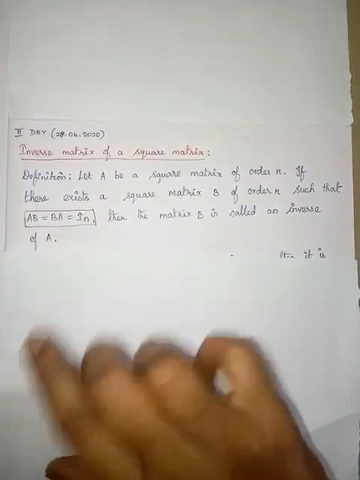 II DAY (28.04.2020)
Inverse matrix of a square matrix:
Definition: Let A be a square matrix of order n. If
there exists a square matrix B of order n such that
AB = BA = In, then the matrix B is called an inverse
of A.
it is